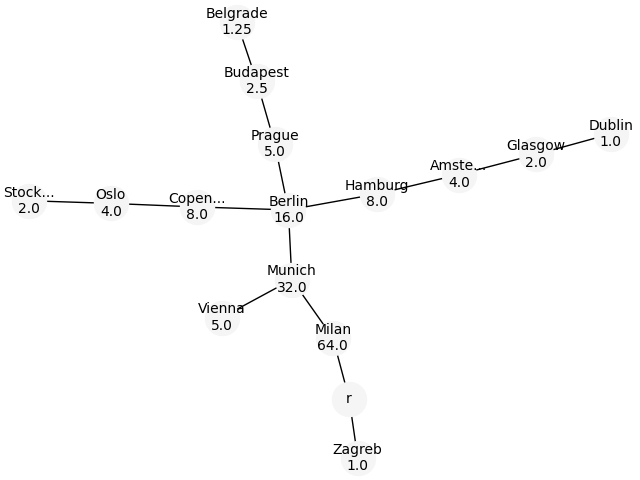 Belgrade
1.25
Budapest
2.5
Prague
5.0
Dublin
1.0
Glasgow
2.0
Amste...
4.0
Hamburg
8.0
Stock...
2.0
Oslo
4.0
Copen...
8.0
Berlin
16.0
Munich
32.0
Vienna
5.0
Milan
64.0
r
Zagreb
1.0